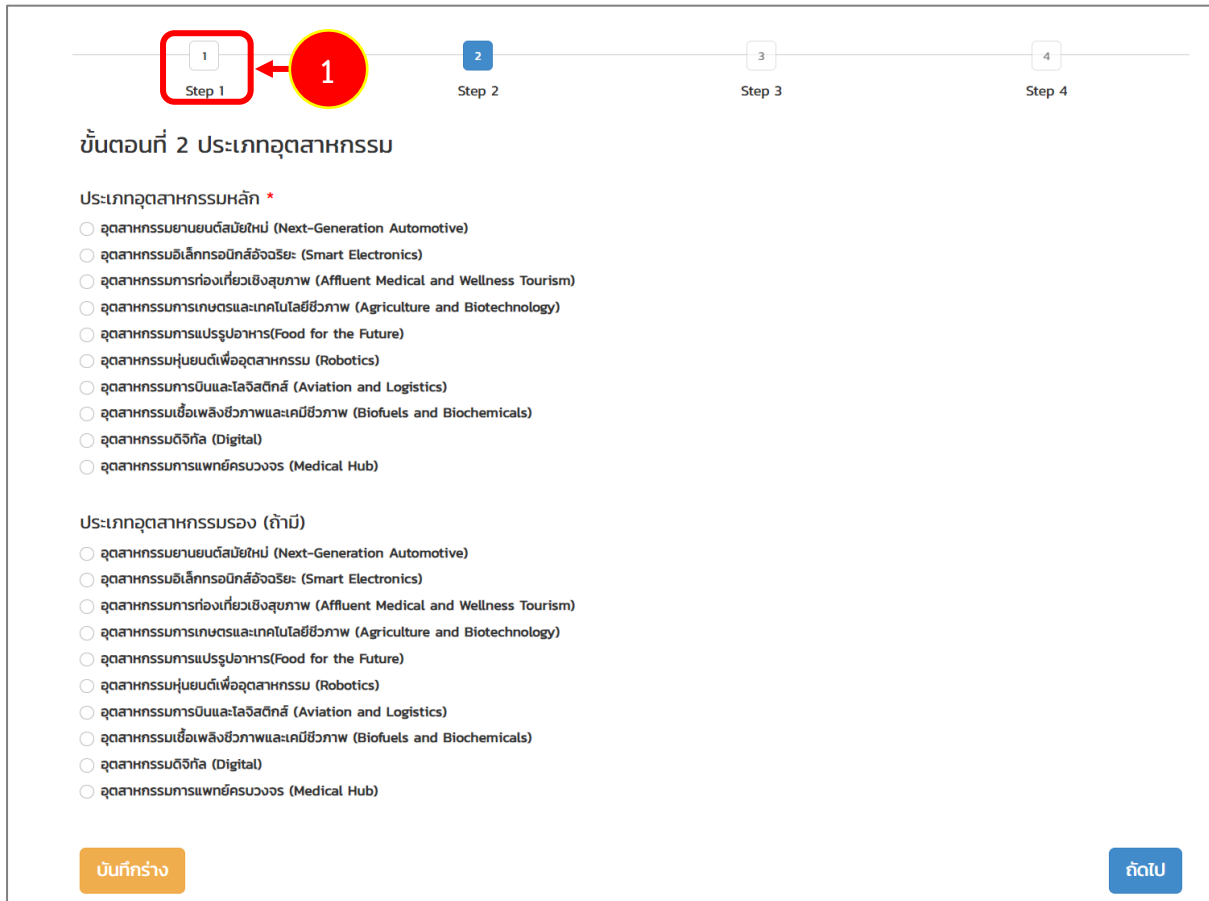 1
1
2
3
4
Step 1
Step 2
Step 3
Step 4
ขั้นตอนที่ 2 ประเภทอุตสาหกรรม
ประเภทอุตสาหกรรมหลัก *
อุตสาหกรรมยานยนต์สมัยใหม่ (Next-Generation Automotive)
อุตสาหกรรมอิเล็กทรอนิกส์อัจฉริยะ (Smart Electronics)
อุตสาหกรรมการท่องเที่ยวเชิงสุขภาพ (Affluent Medical and Wellness Tourism)
อุตสาหกรรมการเกษตรและเทคโนโลยีชีวภาพ (Agriculture and Biotechnology)
อุตสาหกรรมการแปรรูปอาหาร(Food for the Future)
อุตสาหกรรมหุ่นยนต์เพื่ออุตสาหกรรม (Robotics)
อุตสาหกรรมการบินและโลจิสติกส์ (Aviation and Logistics)
อุตสาหกรรมเชื้อเพลิงชีวภาพและเคมีชีวภาพ (Biofuels and Biochemicals)
อุตสาหกรรมดิจิทัล (Digital)
อุตสาหกรรมการแพทย์ครบวงจร (Medical Hub)
ประเภทอุตสาหกรรมรอง (ถ้ามี)
อุตสาหกรรมยานยนต์สมัยใหม่ (Next-Generation Automotive)
อุตสาหกรรมอิเล็กทรอนิกส์อัจฉริยะ (Smart Electronics)
อุตสาหกรรมการท่องเที่ยวเชิงสุขภาพ (Affluent Medical and Wellness Tourism)
อุตสาหกรรมการเกษตรและเทคโนโลยีชีวภาพ (Agriculture and Biotechnology)
อุตสาหกรรมการแปรรูปอาหาร(Food for the Future)
อุตสาหกรรมหุ่นยนต์เพื่ออุตสาหกรรม (Robotics)
อุตสาหกรรมการบินและโลจิสติกส์ (Aviation and Logistics)
อุตสาหกรรมเชื้อเพลิงชีวภาพและเคมีชีวภาพ (Biofuels and Biochemicals)
อุตสาหกรรมดิจิทัล (Digital)
อุตสาหกรรมการแพทย์ครบวงจร (Medical Hub)
บันทึกร่าง
ถัดไป